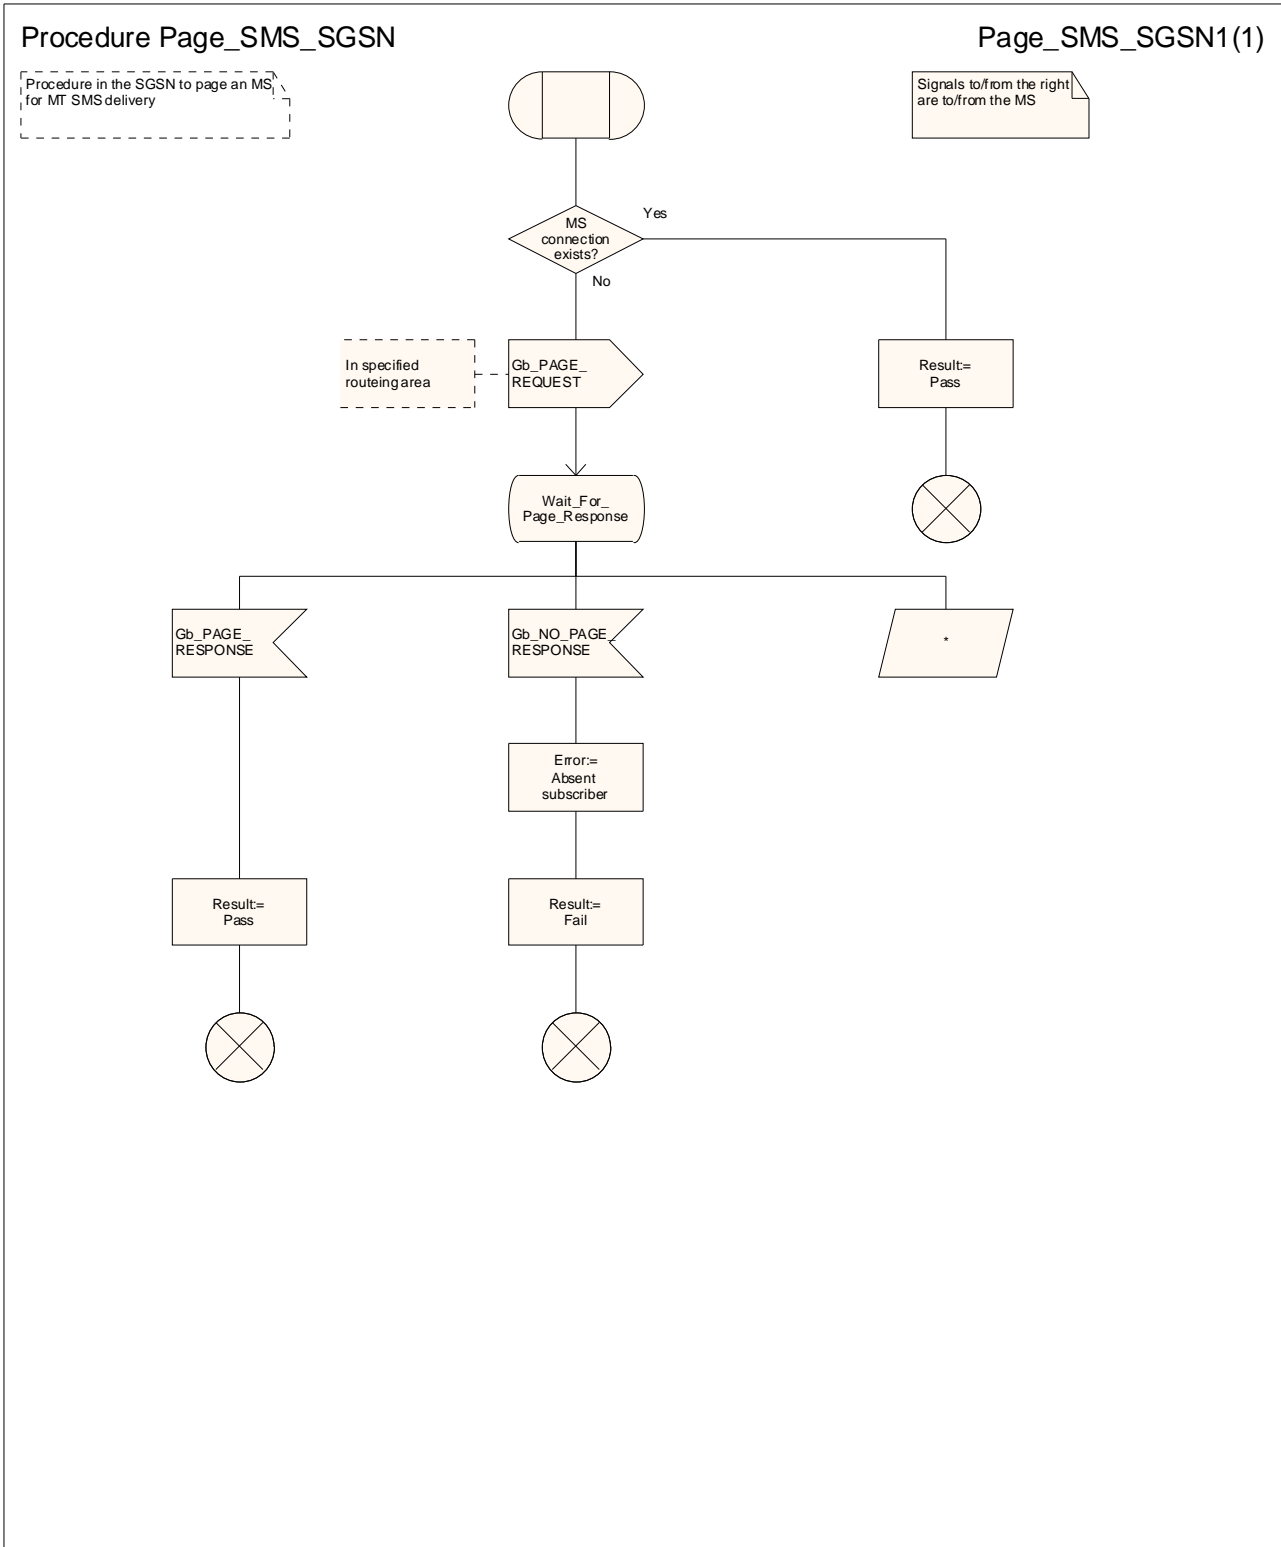 Procedure Page_SMS_SGSN
Page_SMS_SGSN1(1)
Procedure in the SGSN to page an MS
for MT SMS delivery
Signals to/from the right
are to/from the MS
MS
connection
exists?
Yes
No
In specified
routeing area
Gb_PAGE_
REQUEST
Result:=
Pass
Wait_For_
Page_Response
Gb_PAGE_
RESPONSE
Gb_NO_PAGE_
RESPONSE
*
Error:=
Absent
subscriber
Result:=
Pass
Result:=
Fail